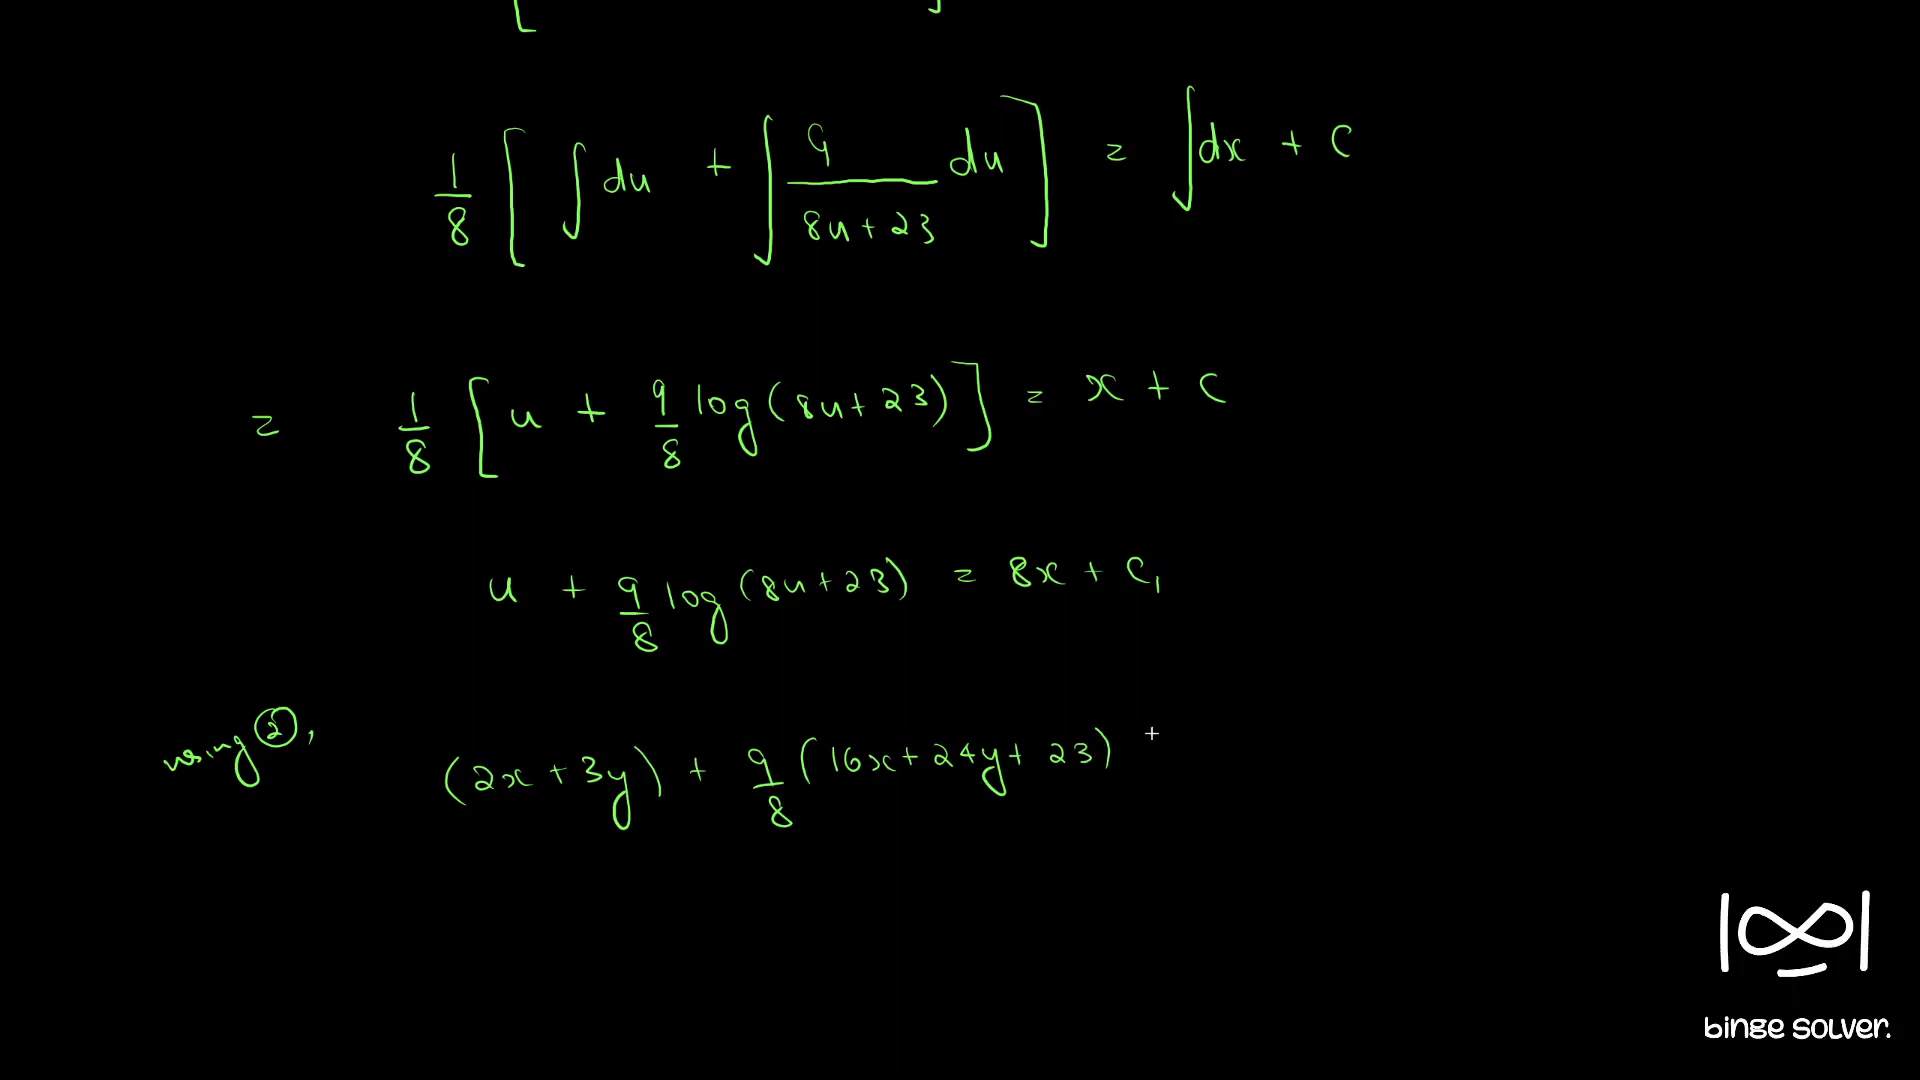 1/8 [ ∫ du + ∫ 9/(8u+23) du ] = ∫ dx + C
= 1/8 [ u + 9/8 log(8u+23) ] = x + C
u + 9/8 log(8u+23) = 8x + C₁
using ②, (2x+3y) + 9/8 (16x+24y+23)
binge solver.